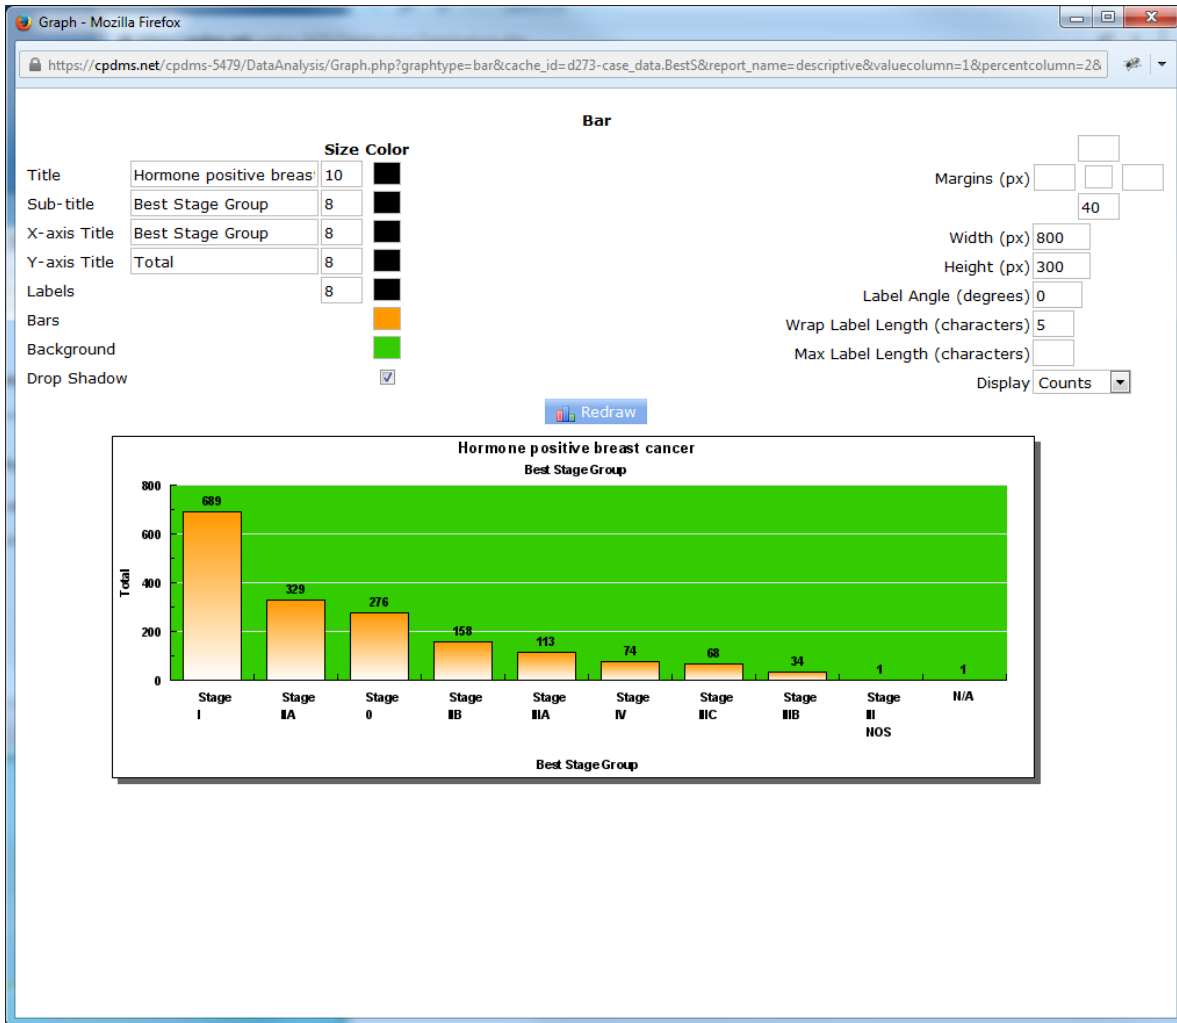 Graph - Mozilla Firefox
https://cpdms.net/cpdms-5479/DataAnalysis/Graph.php?graphtype=bar&cache_id=d273-case_data.BestS&report_name=descriptive&valuecolumn=1&percentcolumn=2&
Bar
Size Color
Title Hormone positive breas 10
Margins (px)
Sub-title Best Stage Group 8
40
X-axis Title Best Stage Group 8
Width (px) 800
Y-axis Title Total 8
Height (px) 300
Labels 8
Label Angle (degrees) 0
Bars
Wrap Label Length (characters) 5
Background
Max Label Length (characters)
Drop Shadow
Display Counts
Redraw
Hormone positive breast cancer
Best Stage Group
Total
800
600
400
200
0
689 329 276 158 113 74 68 34 1 1
Stage Stage Stage Stage Stage Stage Stage Stage Stage N/A
I IIA 0 IIB IIIA IV IIIC IIIB III
NOS
Best Stage Group